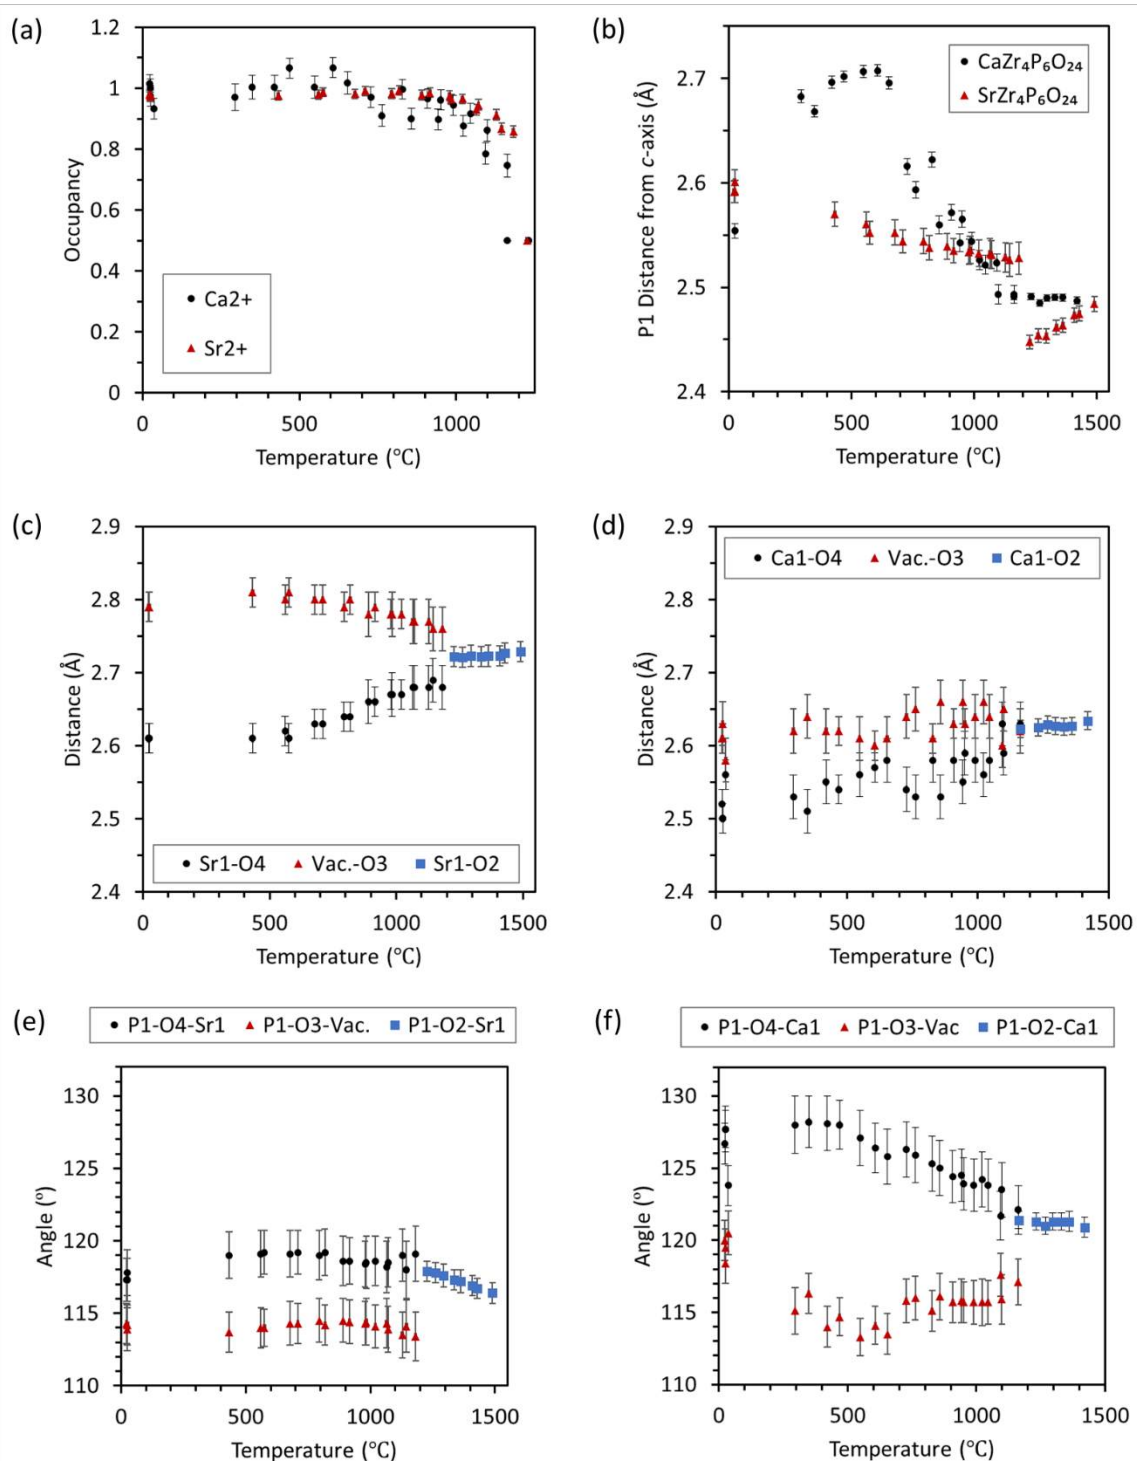 (a)
1.2
1
0.8
0.6
0.4
0.2
0
Occupancy
Ca2+
Sr2+
0 500 1000
Temperature (°C)
(b)
2.7
2.6
2.5
2.4
P1 Distance from c-axis (Å)
CaZr₄P₆O₂₄
SrZr₄P₆O₂₄
0 500 1000 1500
Temperature (°C)
(c)
2.9
2.8
2.7
2.6
2.5
2.4
Distance (Å)
Sr1-O4 Vac.-O3 Sr1-O2
0 500 1000 1500
Temperature (°C)
(d)
2.9
2.8
2.7
2.6
2.5
2.4
Distance (Å)
Ca1-O4 Vac.-O3 Ca1-O2
0 500 1000 1500
Temperature (°C)
(e)
P1-O4-Sr1 P1-O3-Vac. P1-O2-Sr1
130
125
120
115
110
Angle (°)
0 500 1000 1500
Temperature (°C)
(f)
P1-O4-Ca1 P1-O3-Vac P1-O2-Ca1
130
125
120
115
110
Angle (°)
0 500 1000 1500
Temperature (°C)